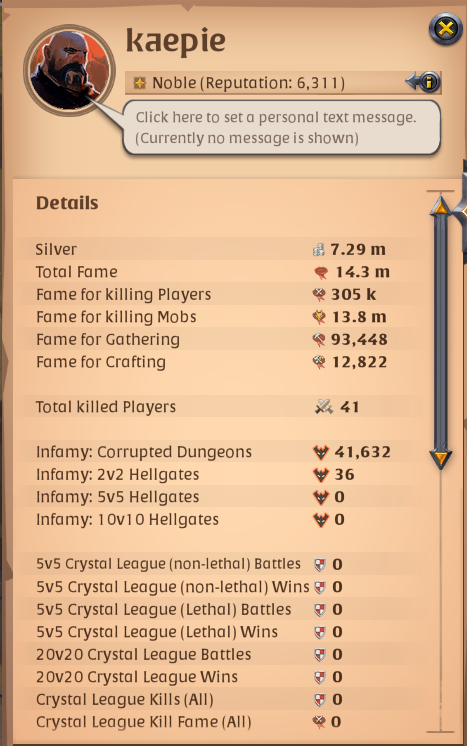 kaepie
Noble (Reputation: 6,311)
Click here to set a personal text message.
(Currently no message is shown)
Details
Silver 7.29 m
Total Fame 14.3 m
Fame for killing Players 305 k
Fame for killing Mobs 13.8 m
Fame for Gathering 93,448
Fame for Crafting 12,822
Total killed Players 41
Infamy: Corrupted Dungeons 41,632
Infamy: 2v2 Hellgates 36
Infamy: 5v5 Hellgates 0
Infamy: 10v10 Hellgates 0
5v5 Crystal League (non-lethal) Battles 0
5v5 Crystal League (non-lethal) Wins 0
5v5 Crystal League (Lethal) Battles 0
5v5 Crystal League (Lethal) Wins 0
20v20 Crystal League Battles 0
20v20 Crystal League Wins 0
Crystal League Kills (All) 0
Crystal League Kill Fame (All) 0